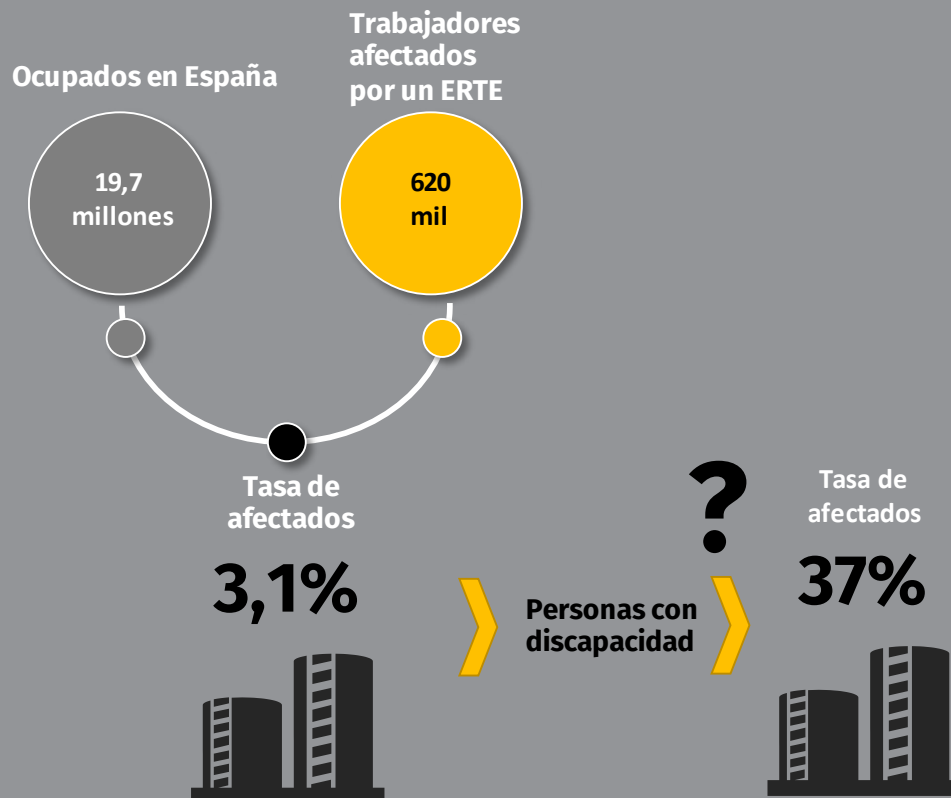 Ocupados en España
Trabajadores
afectados
por un ERTE
19,7
millones
620
mil
Tasa de
afectados
3,1%
Personas con
discapacidad
?
Tasa de
afectados
37%